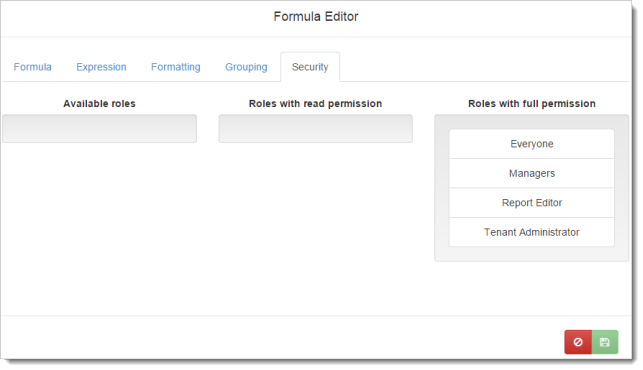 Formula Editor
Formula Expression Formatting Grouping Security
Available roles Roles with read permission Roles with full permission
Everyone
Managers
Report Editor
Tenant Administrator